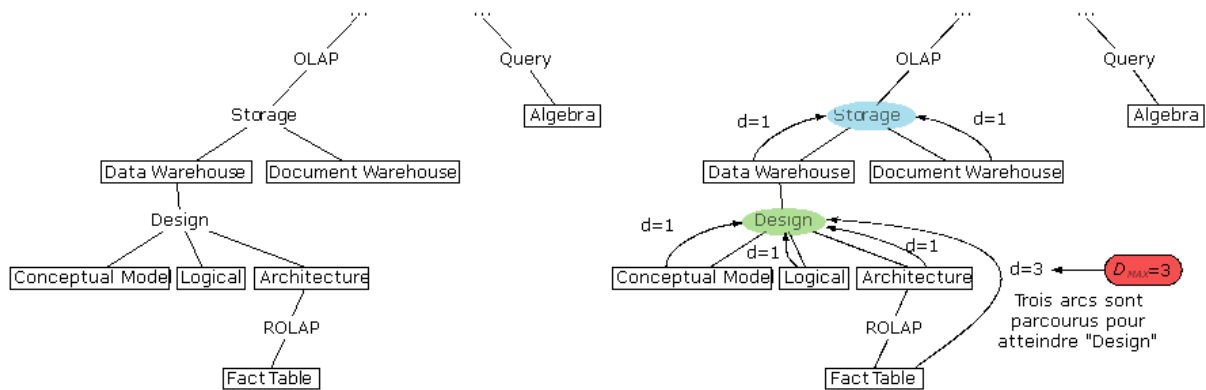 ... ...
OLAP Query
Storage Algebra
Data Warehouse Document Warehouse
Design
Conceptual Model Logical Architecture
ROLAP
Fact Table
... ...
OLAP Query
d=1 Storage d=1 Algebra
Data Warehouse Document Warehouse
d=1 Design
d=1 d=1
Conceptual Model Logical Architecture d=3 DMAX=3
Trois arcs sont
parcourus pour
atteindre "Design"
ROLAP
Fact Table